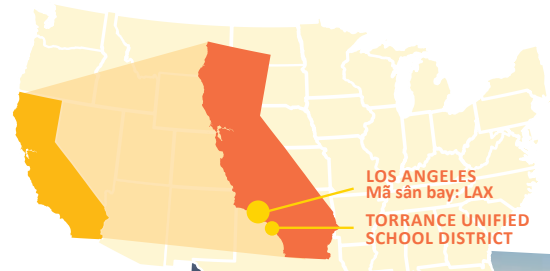 LOS ANGELES
Mã sân bay: LAX
TORRANCE UNIFIED
SCHOOL DISTRICT